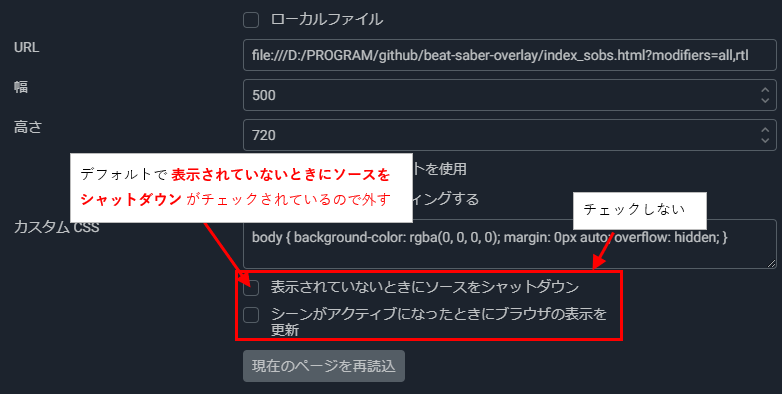 ローカルファイル
URL
file:///D:/PROGRAM/github/beat-saber-overlay/index_sobs.html?modifiers=all,rtl
幅
500
高さ
720
デフォルトで表示されていないときにソースを
シャットダウン がチェックされているので外す
トを使用
ィングする
チェックしない
カスタム CSS
body { background-color: rgba(0, 0, 0, 0); margin: 0px auto; overflow: hidden; }
表示されていないときにソースをシャットダウン
シーンがアクティブになったときにブラウザの表示を
更新
現在のページを再読込